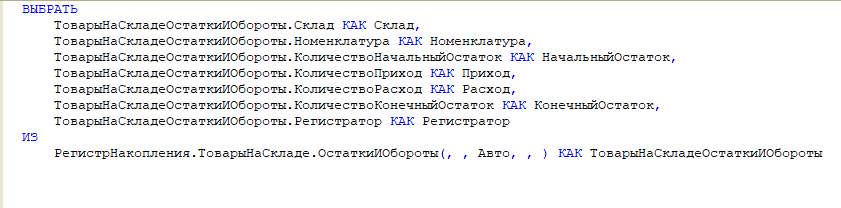 ВЫБРАТЬ
ТоварыНаСкладеОстаткиИОбороты.Склад КАК Склад,
ТоварыНаСкладеОстаткиИОбороты.Номенклатура КАК Номенклатура,
ТоварыНаСкладеОстаткиИОбороты.КоличествоНачальныйОстаток КАК НачальныйОстаток,
ТоварыНаСкладеОстаткиИОбороты.КоличествоПриход КАК Приход,
ТоварыНаСкладеОстаткиИОбороты.КоличествоРасход КАК Расход,
ТоварыНаСкладеОстаткиИОбороты.КоличествоКонечныйОстаток КАК КонечныйОстаток,
ТоварыНаСкладеОстаткиИОбороты.Регистратор КАК Регистратор
ИЗ
РегистрНакопления.ТоварыНаСкладе.ОстаткиИОбороты(, , Авто, , ) КАК ТоварыНаСкладеОстаткиИОбороты